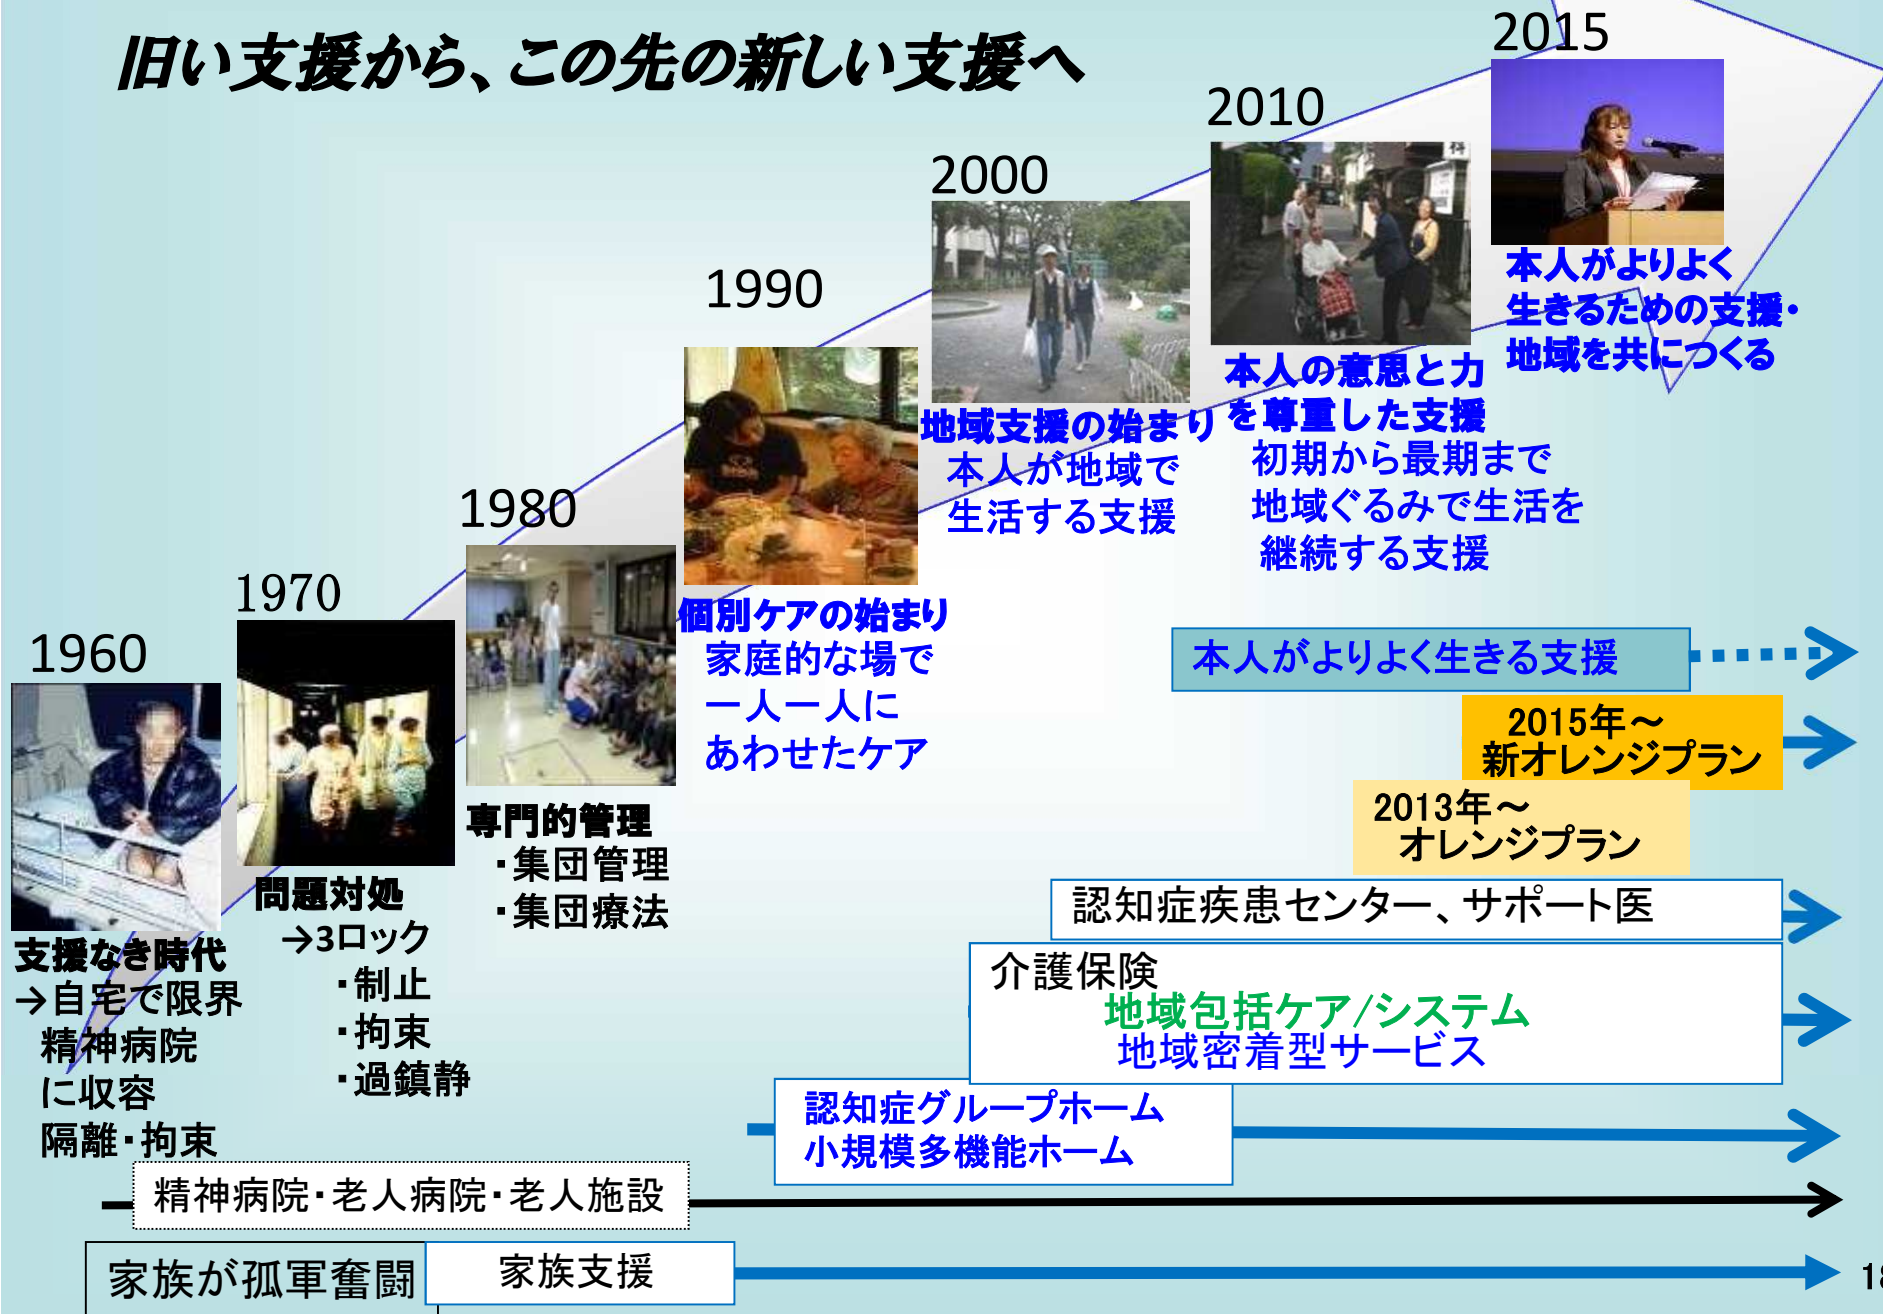 旧い支援から、この先の新しい支援へ
1960
支援なき時代
→自宅で限界
精神病院
に収容
隔離・拘束
1970
問題対処
→3ロック
・制止
・拘束
・過鎮静
1980
専門的管理
・集団管理
・集団療法
1990
個別ケアの始まり
家庭的な場で
一人一人に
あわせたケア
2000
地域支援の始まり
本人が地域で
生活する支援
2010
科
本人の意思と力
を尊重した支援
初期から最期まで
地域ぐるみで生活を
継続する支援
2015
本人がよりよく
生きるための支援・
地域を共につくる
本人がよりよく生きる支援
2015年～
新オレンジプラン
2013年～
オレンジプラン
認知症疾患センター、サポート医
介護保険
地域包括ケア/システム
地域密着型サービス
認知症グループホーム
小規模多機能ホーム
精神病院・老人病院・老人施設
家族が孤軍奮闘
家族支援
18